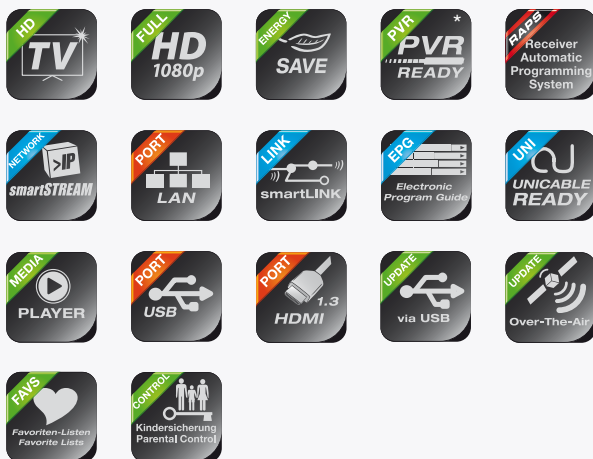 HD
TV
FULL
HD
1080p
ENERGY
SAVE
PVR
*
PVR
READY
RAPS
Receiver
Automatic
Programming
System
NETWORK
>IP
smartSTREAM
PORT
LAN
LINK
smartLINK
EPG
Electronic
Program Guide
UNI
UNICABLE
READY
MEDIA
PLAYER
PORT
USB
PORT
1.3
HDMI
UPDATE
via USB
UPDATE
Over-The-Air
FAVS
Favoriten-Listen
Favorite Lists
CONTROL
Kindersicherung
Parental Control